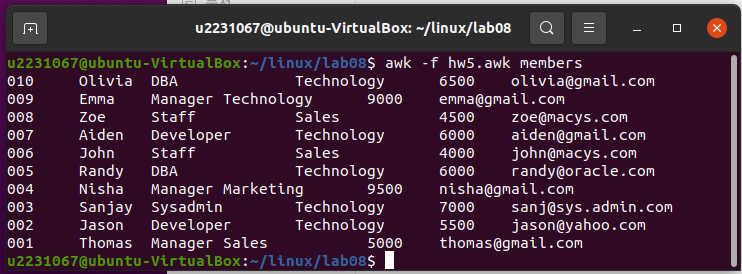 u2231067@ubuntu-VirtualBox: ~/linux/lab08
u2231067@ubuntu-VirtualBox:~/linux/lab08$ awk -f hw5.awk members
010 Olivia DBA Technology 6500 olivia@gmail.com
009 Emma Manager Technology 9000 emma@gmail.com
008 Zoe Staff Sales 4500 zoe@macys.com
007 Aiden Developer Technology 6000 aiden@gmail.com
006 John Staff Sales 4000 john@macys.com
005 Randy DBA Technology 6000 randy@oracle.com
004 Nisha Manager Marketing 9500 nisha@gmail.com
003 Sanjay Sysadmin Technology 7000 sanj@sys.admin.com
002 Jason Developer Technology 5500 jason@yahoo.com
001 Thomas Manager Sales 5000 thomas@gmail.com
u2231067@ubuntu-VirtualBox:~/linux/lab08$